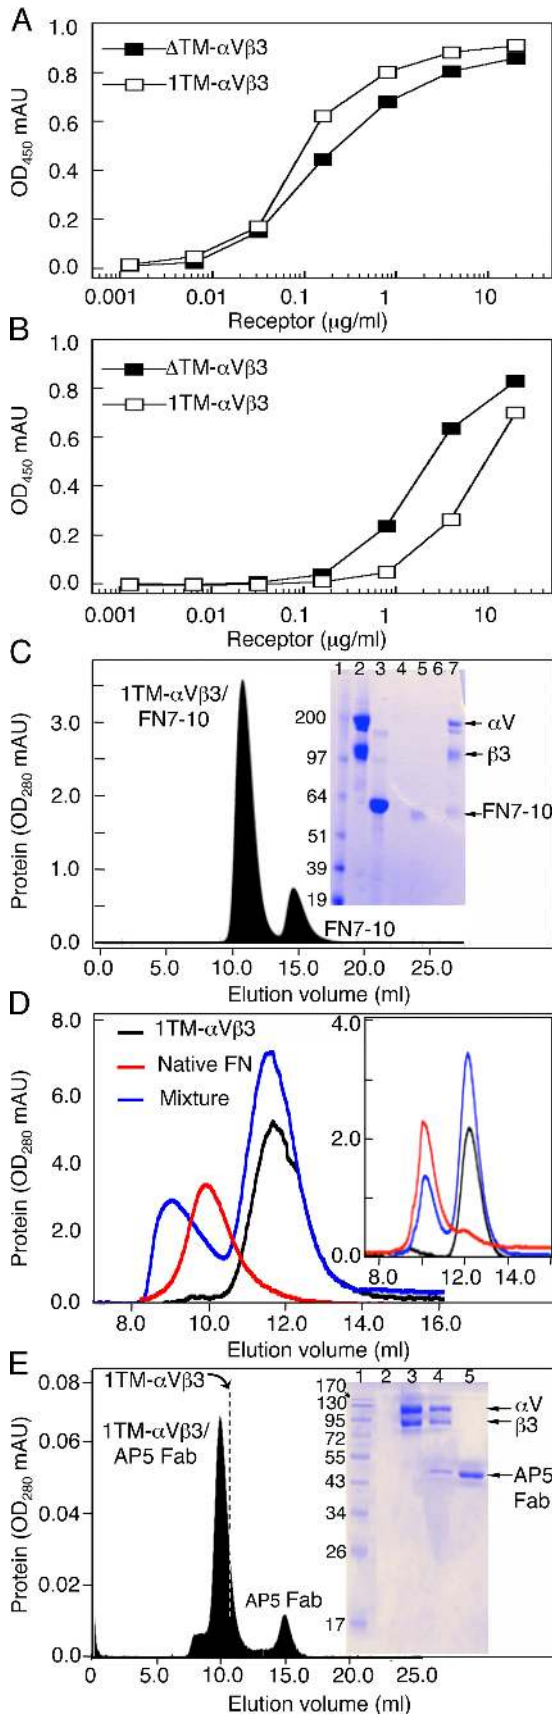 A
ΔTM-αVβ3
1TM-αVβ3
OD450 mAU
1.0
0.8
0.6
0.4
0.2
0.0
0.001 0.01 0.1 1 10
Receptor (μg/ml)
B
ΔTM-αVβ3
1TM-αVβ3
OD450 mAU
1.0
0.8
0.6
0.4
0.2
0.0
0.001 0.01 0.1 1 10
Receptor (μg/ml)
C
1TM-αVβ3/
FN7-10
FN7-10
Protein (OD280 mAU)
3.0
2.0
1.0
0.0
0.0 5.0 10.0 15.0 20.0 25.0
Elution volume (ml)
1 2 3 4 5 6 7
200
97
64
51
39
19
αV
β3
FN7-10
D
1TM-αVβ3
Native FN
Mixture
Protein (OD280 mAU)
8.0
6.0
4.0
2.0
0.0
8.0 10.0 12.0 14.0 16.0
Elution volume (ml)
4.0
2.0
0.0
8.0 12.0 16.0
E
1TM-αVβ3
1TM-αVβ3/
AP5 Fab
AP5 Fab
Protein (OD280 mAU)
0.08
0.06
0.04
0.02
0.0
0 5.0 10.0 15.0 20.0 25.0
Elution volume (ml)
1 2 3 4 5
170
130
95
72
55
43
34
26
17
αV
β3
AP5
Fab